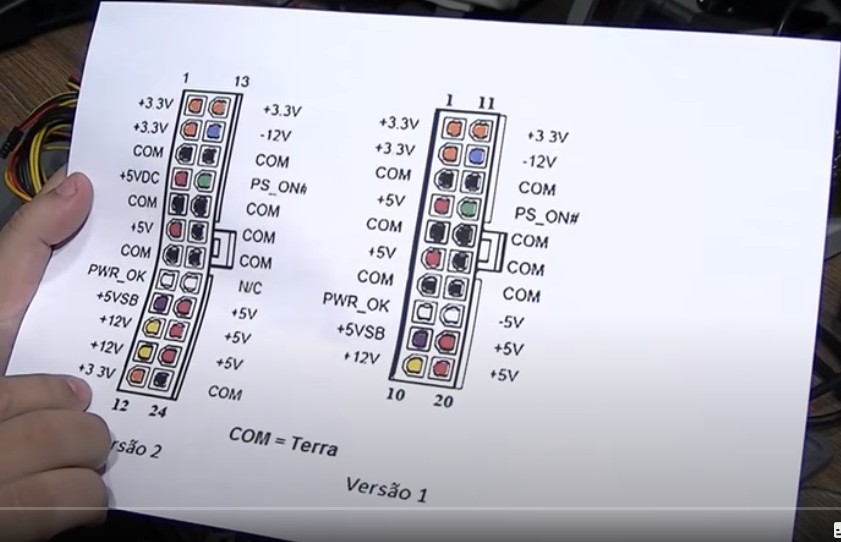 1 13
+3.3V +3.3V
+3.3V -12V
COM COM
+5VDC PS_ON#
COM COM
+5V COM
COM COM
PWR_OK N/C
+5VSB +5V
+12V +5V
+12V +5V
+3 3V COM
12 24
rsão 2
1 11
+3.3V +3 3V
+3 3V -12V
COM COM
+5V PS_ON#
COM COM
+5V COM
COM COM
PWR_OK -5V
+5VSB +5V
+12V +5V
10 20
COM = Terra
Versão 1